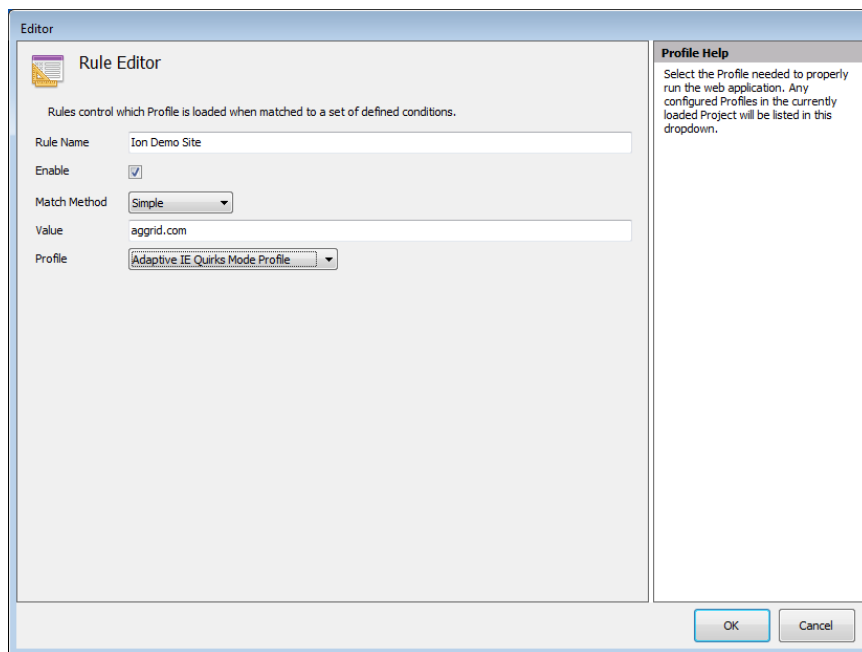 Editor
Rule Editor
Rules control which Profile is loaded when matched to a set of defined conditions.
Rule Name Ion Demo Site
Enable
Match Method Simple
Value aggrid.com
Profile Adaptive IE Quirks Mode Profile
Profile Help
Select the Profile needed to properly
run the web application. Any
configured Profiles in the currently
loaded Project will be listed in this
dropdown.
OK Cancel